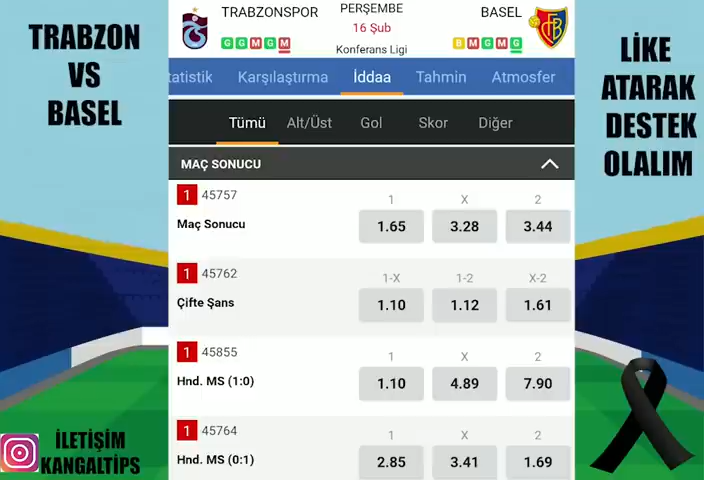 TRABZON
VS
BASEL
TRABZONSPOR
PERŞEMBE
BASEL
16 Şub
G G M G M
Konferans Ligi
B M G M G
tatistik Karşılaştırma İddaa Tahmin Atmosfer
Tümü Alt/Üst Gol Skor Diğer
MAÇ SONUCU
1 45757
1 X 2
Maç Sonucu 1.65 3.28 3.44
1 45762
1-X 1-2 X-2
Çifte Şans 1.10 1.12 1.61
1 45855
1 X 2
Hnd. MS (1:0) 1.10 4.89 7.90
1 45764
1 X 2
Hnd. MS (0:1) 2.85 3.41 1.69
LİKE
ATARAK
DESTEK
OLALIM
İLETİŞİM
KANGALTİPS